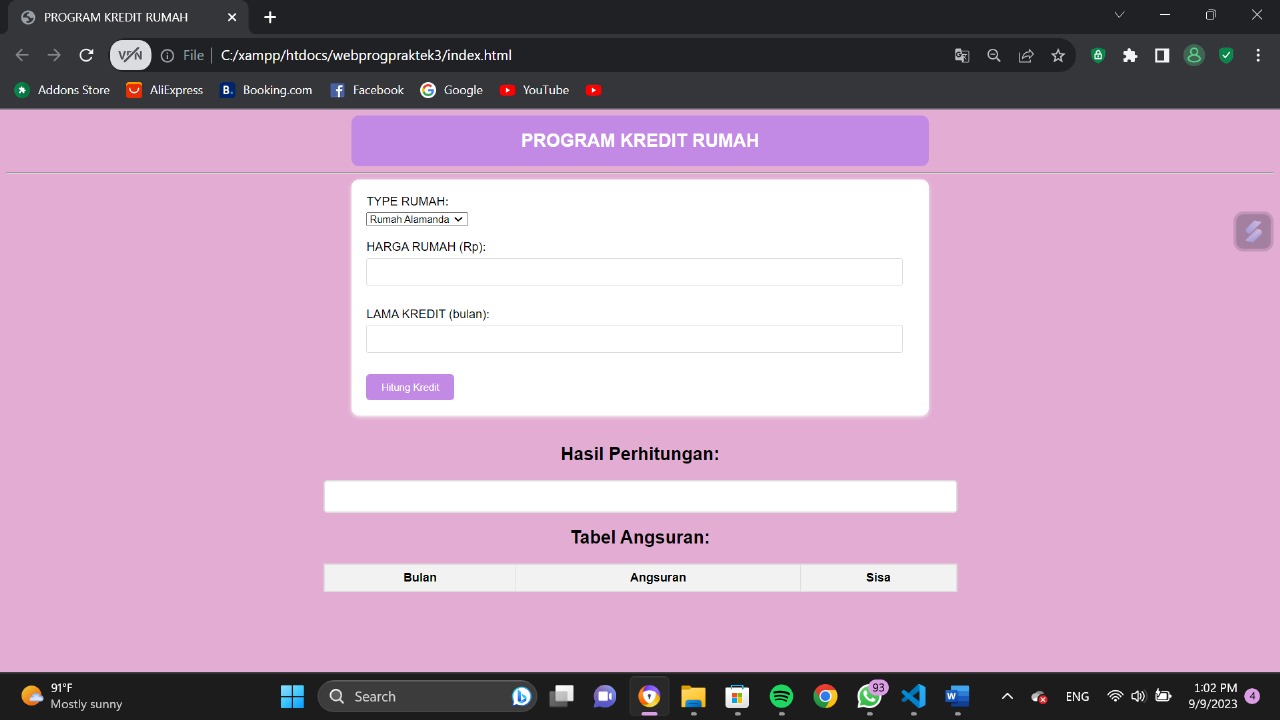 PROGRAM KREDIT RUMAH
VPN
File
C:/xampp/htdocs/webprogpraktek3/index.html
Addons Store
AliExpress
B.
Booking.com
Facebook
Google
YouTube
PROGRAM KREDIT RUMAH
TYPE RUMAH:
Rumah Alamanda
HARGA RUMAH (Rp):
LAMA KREDIT (bulan):
Hitung Kredit
Hasil Perhitungan:
Tabel Angsuran:
Bulan Angsuran Sisa
91°F
Mostly sunny
Search
93
W
ENG
1:02 PM
9/9/2023
4